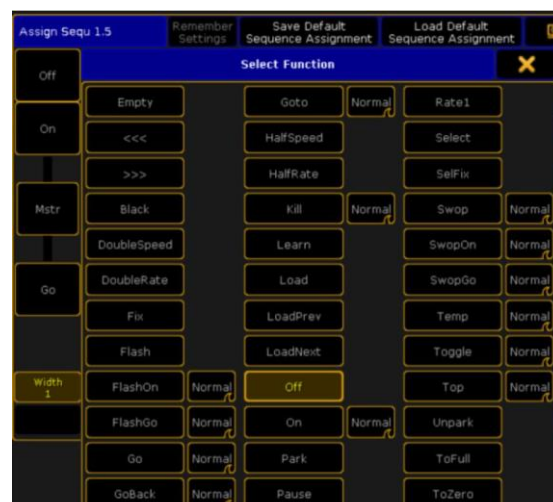 Assign Sequ 1.5
Remember
Settings
Save Default
Sequence Assignment
Load Default
Sequence Assignment
Select Function
Off
On
Mstr
Go
Width
1
Empty
Goto
Normal
Rate1
<<<
HalfSpeed
Select
>>>
HalfRate
SelFix
Black
Kill
Normal
Swop
Normal
DoubleSpeed
Learn
SwopOn
Normal
DoubleRate
Load
SwopGo
Normal
Fix
LoadPrev
Temp
Normal
Flash
LoadNext
Toggle
Normal
FlashOn
Normal
Off
Top
Normal
FlashGo
Normal
On
Normal
Unpark
Go
Normal
Park
ToFull
GoBack
Normal
Pause
ToZero